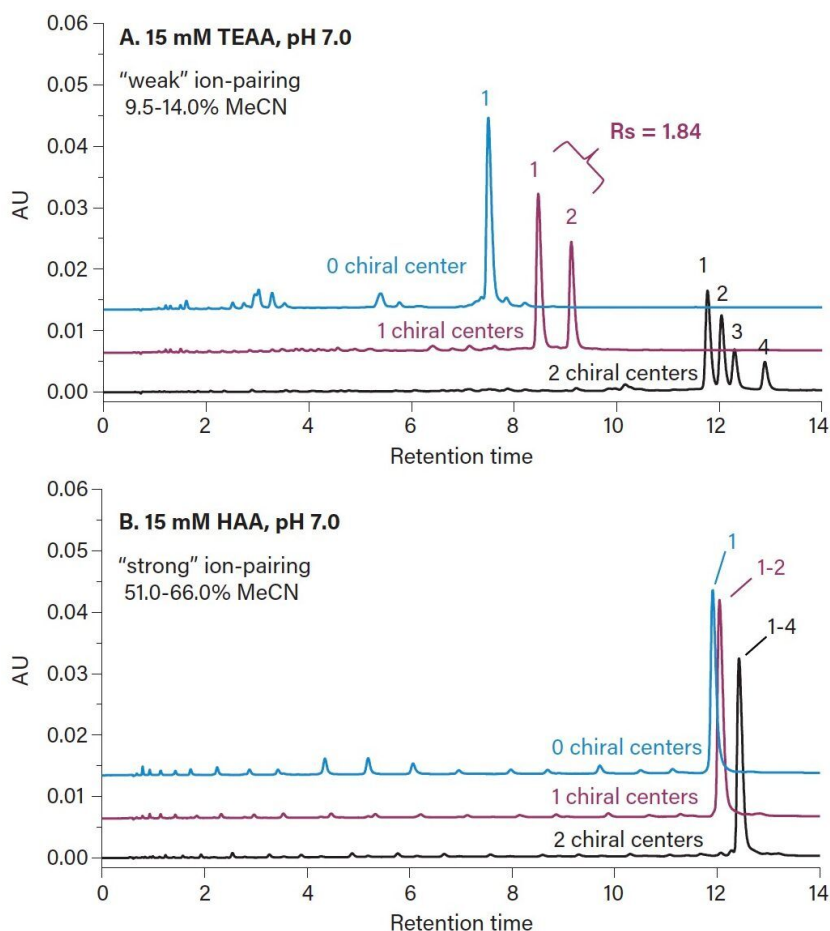 0.06
A. 15 mM TEAA, pH 7.0
0.05
“weak” ion-pairing
9.5-14.0% MeCN
1
0.04
Rs = 1.84
1
AU
0.03
2
0 chiral center
0.02
1
2
1 chiral centers
3
0.01
4
2 chiral centers
0.00
0 2 4 6 8 10 12 14
Retention time
0.06
B. 15 mM HAA, pH 7.0
0.05
“strong” ion-pairing
51.0-66.0% MeCN
1
1-2
0.04
1-4
AU
0.03
0.02
0 chiral centers
0.01
1 chiral centers
2 chiral centers
0.00
0 2 4 6 8 10 12 14
Retention time